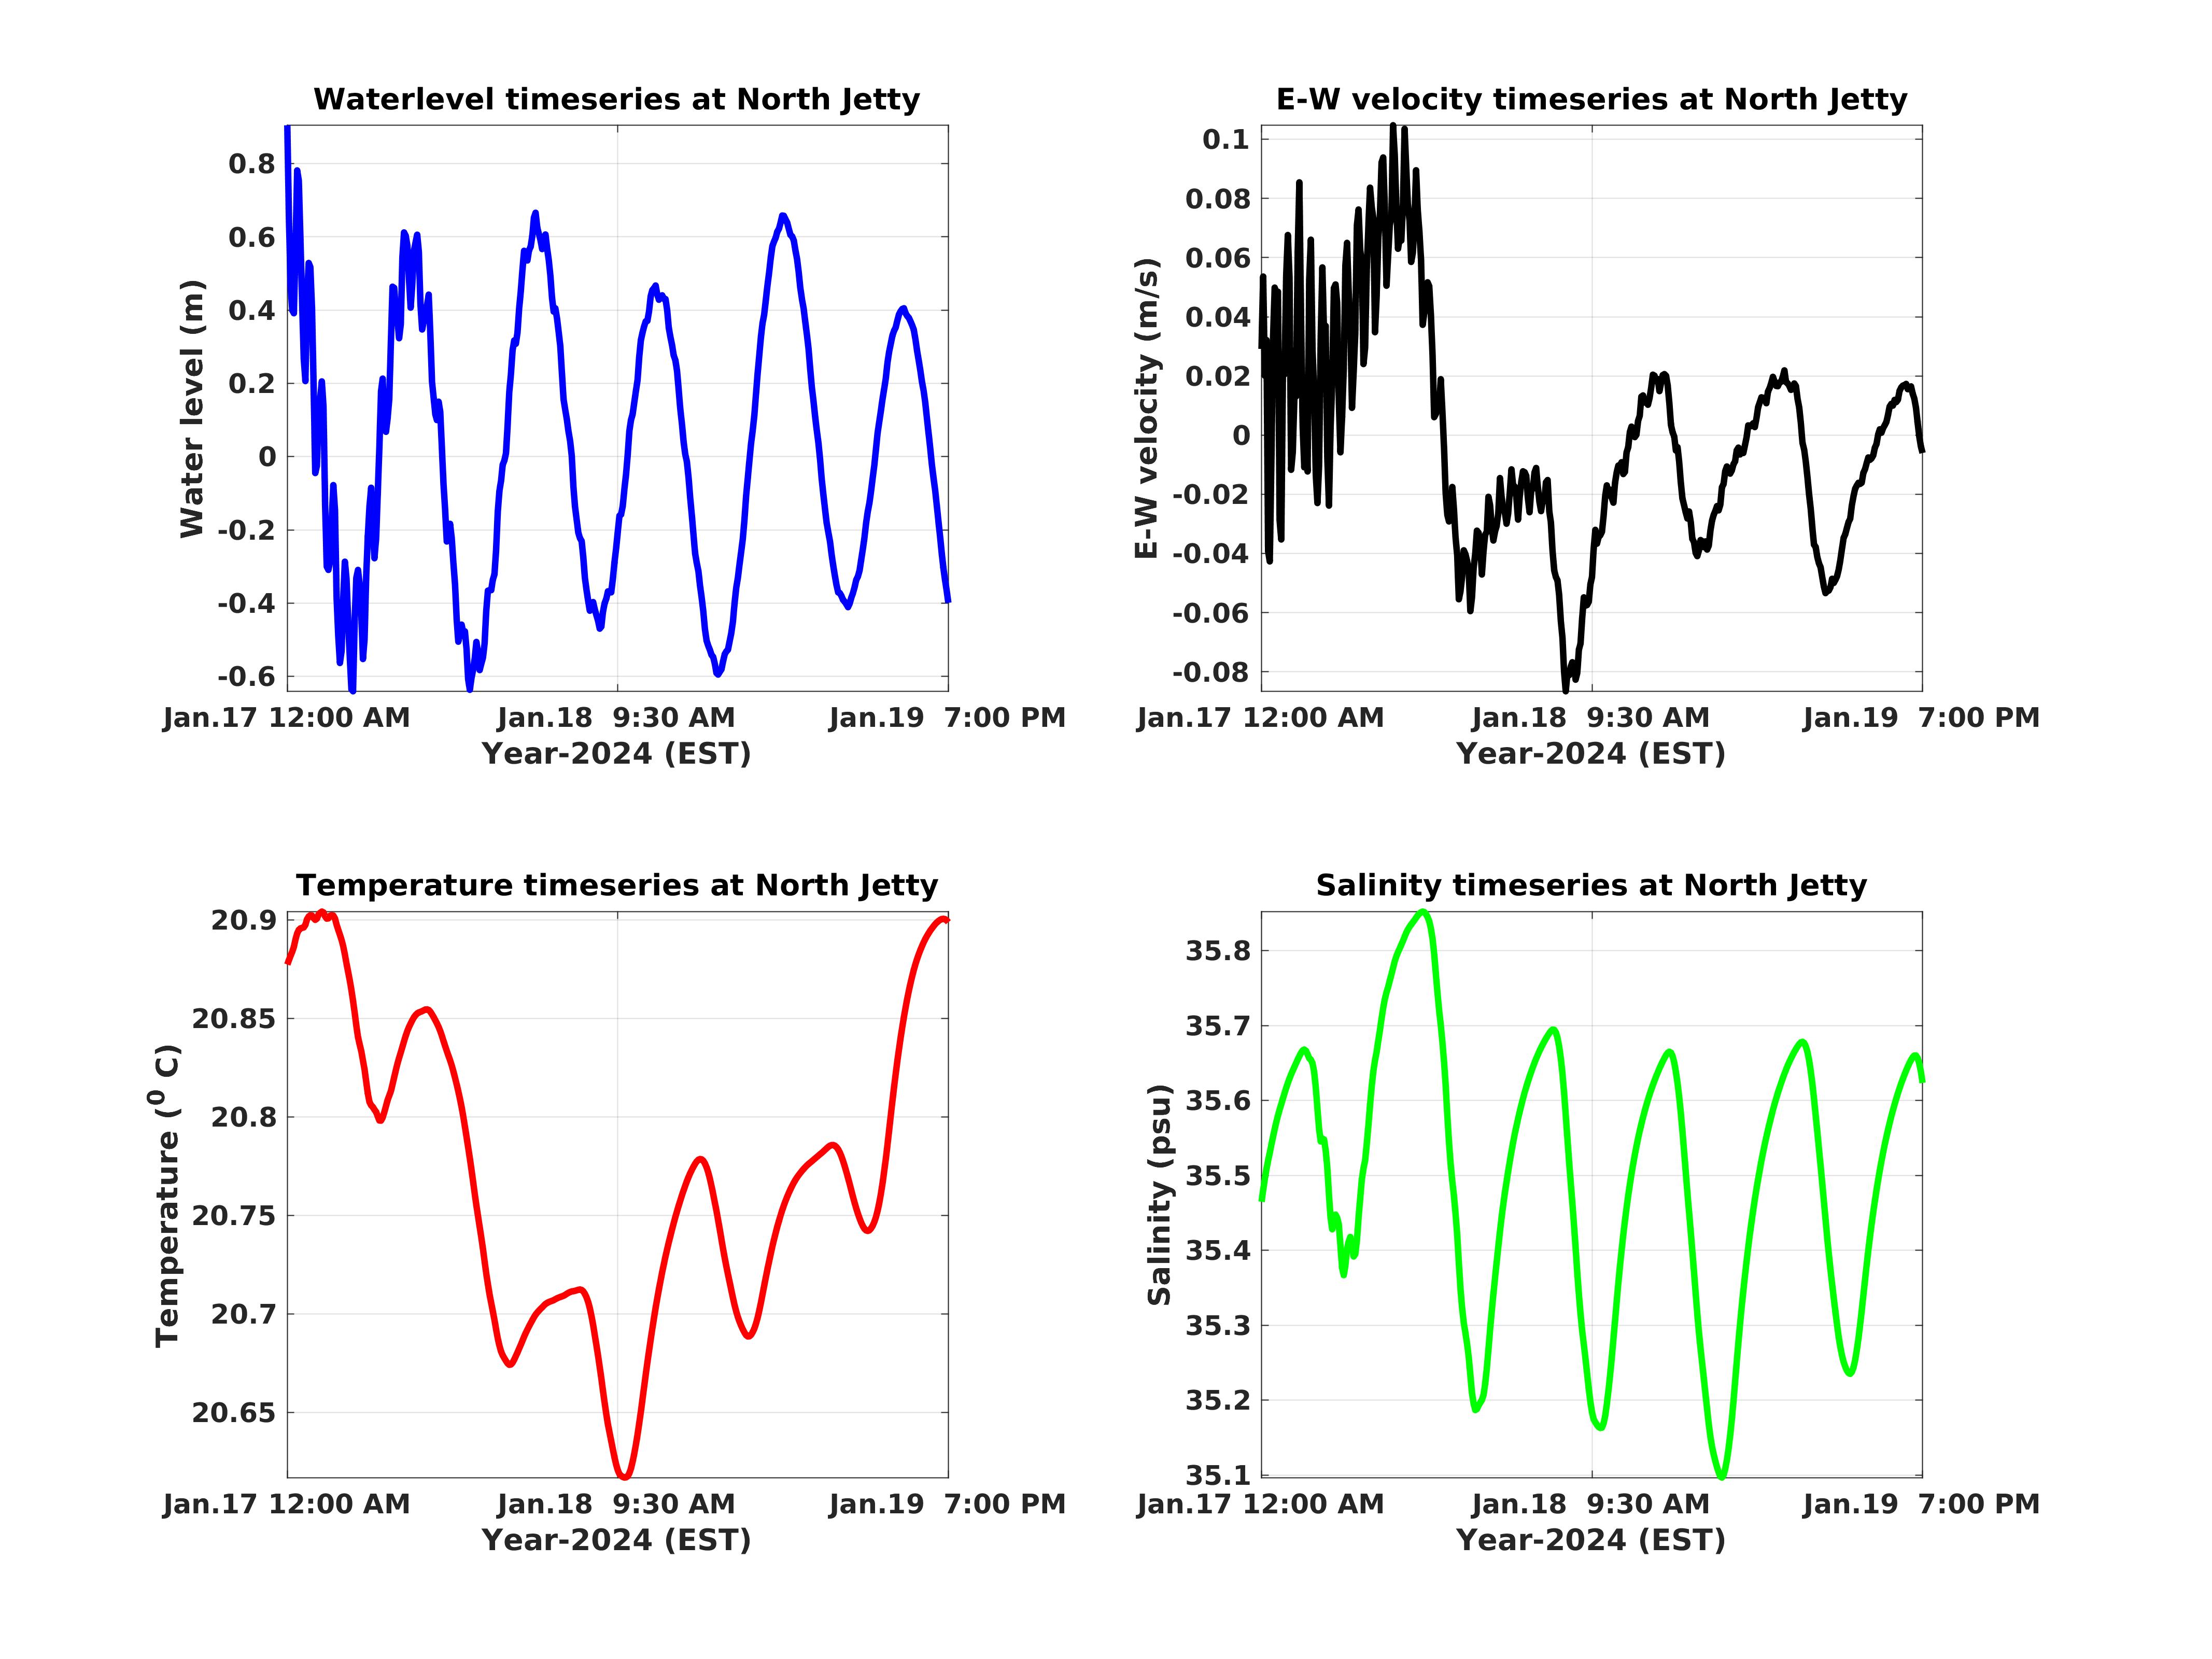 Waterlevel timeseries at North Jetty
Water level (m)
0.8
0.6
0.4
0.2
0
-0.2
-0.4
-0.6
Jan.17 12:00 AM Jan.18 9:30 AM Jan.19 7:00 PM
Year-2024 (EST)
E-W velocity timeseries at North Jetty
E-W velocity (m/s)
0.1
0.08
0.06
0.04
0.02
0
-0.02
-0.04
-0.06
-0.08
Jan.17 12:00 AM Jan.18 9:30 AM Jan.19 7:00 PM
Year-2024 (EST)
Temperature timeseries at North Jetty
Temperature (⁰ C)
20.9
20.85
20.8
20.75
20.7
20.65
Jan.17 12:00 AM Jan.18 9:30 AM Jan.19 7:00 PM
Year-2024 (EST)
Salinity timeseries at North Jetty
Salinity (psu)
35.8
35.7
35.6
35.5
35.4
35.3
35.2
35.1
Jan.17 12:00 AM Jan.18 9:30 AM Jan.19 7:00 PM
Year-2024 (EST)